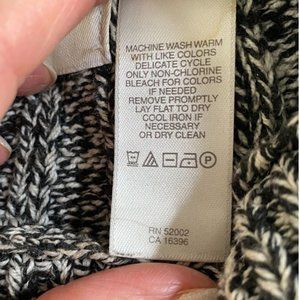 MACHINE WASH WARM
WITH LIKE COLORS
DELICATE CYCLE
ONLY NON-CHLORINE
BLEACH FOR COLORS
IF NEEDED
REMOVE PROMPTLY
LAY FLAT TO DRY
COOL IRON IF
NECESSARY
OR DRY CLEAN
P
RN 52002
CA 16396